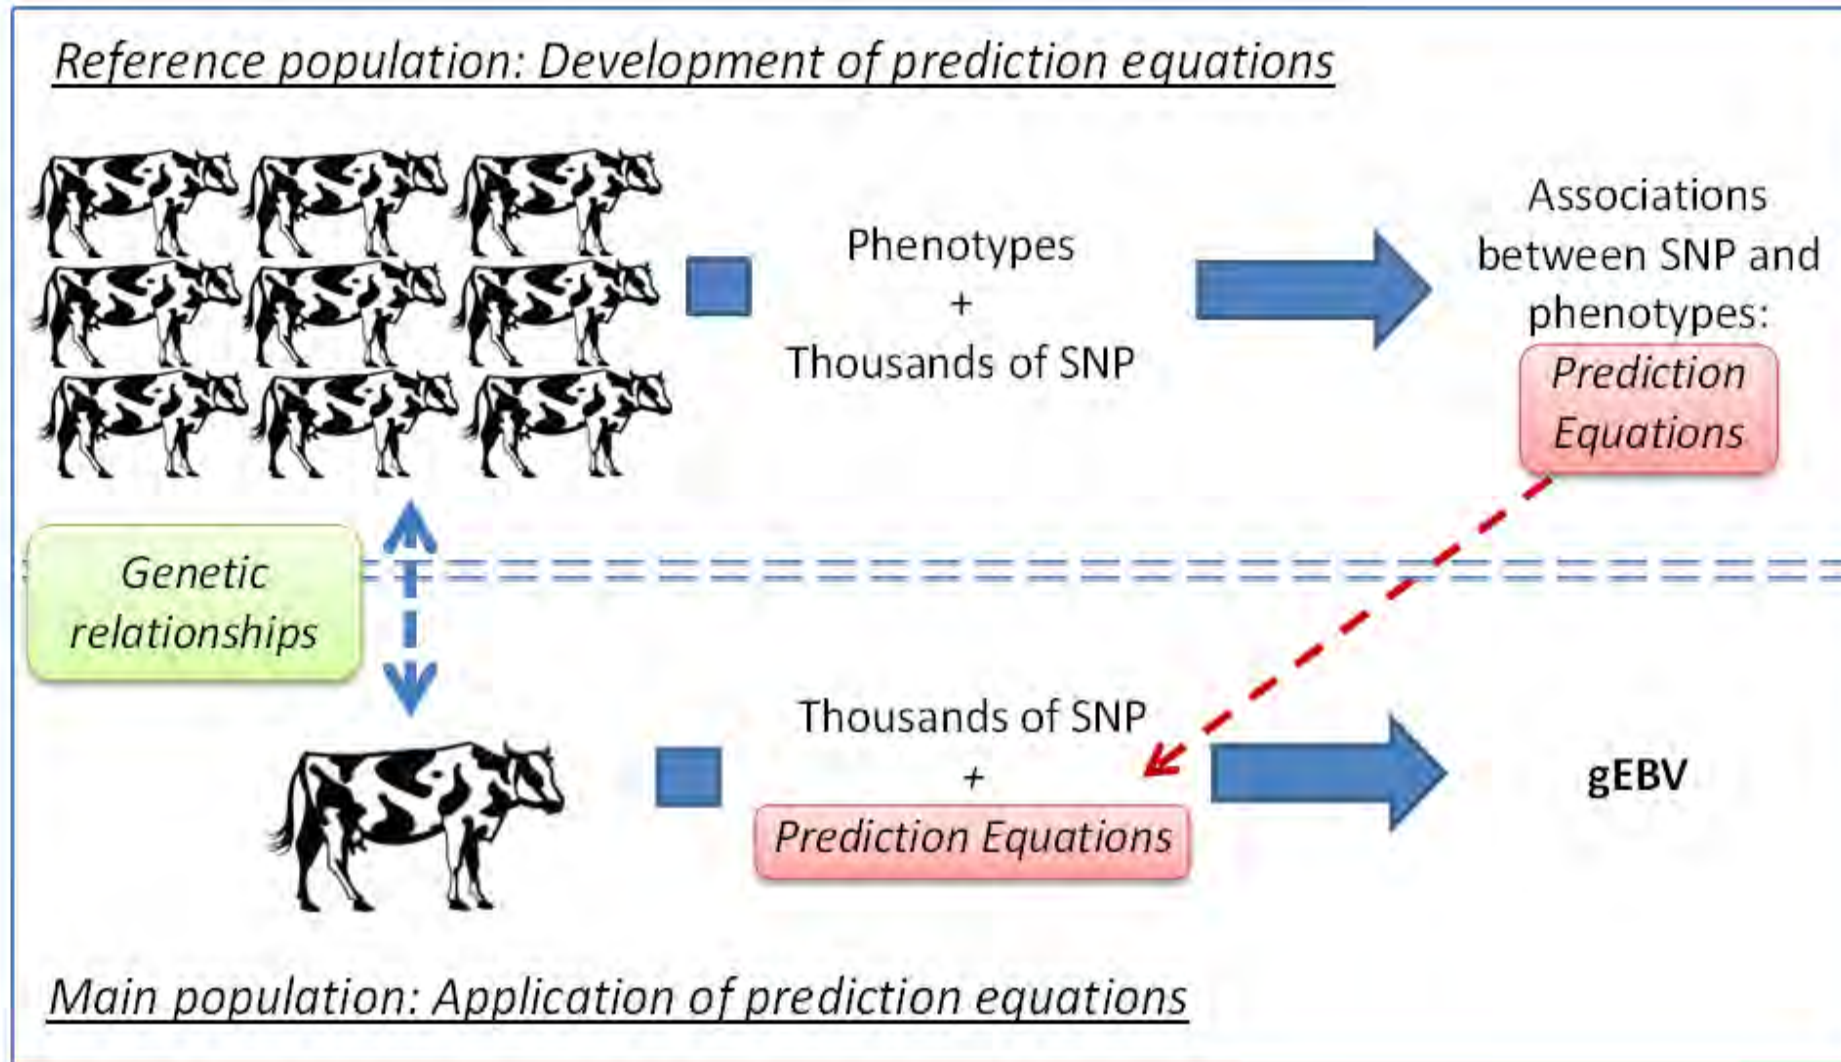 Reference population: Development of prediction equations
Phenotypes
+
Thousands of SNP
Associations
between SNP and
phenotypes:
Prediction
Equations
Genetic
relationships
Thousands of SNP
+
Prediction Equations
gEBV
Main population: Application of prediction equations